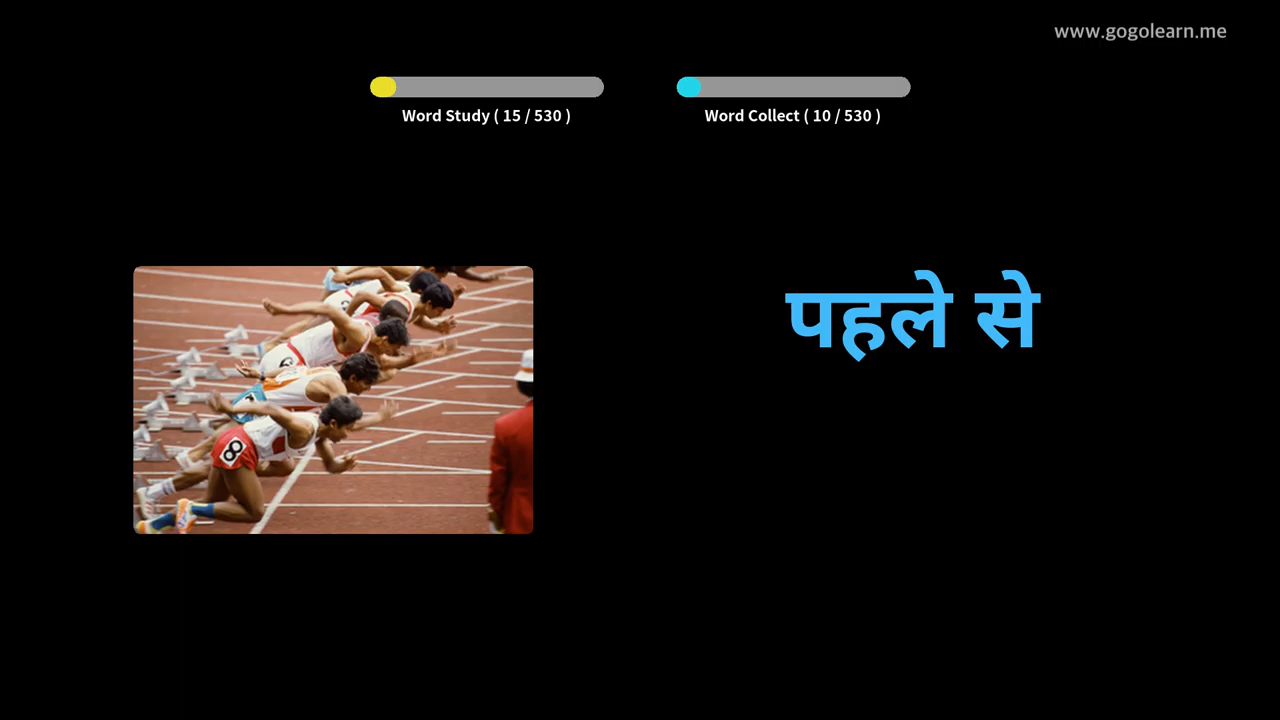 www.gogolearn.me
Word Study ( 15 / 530 )
Word Collect ( 10 / 530 )
पहले से
8